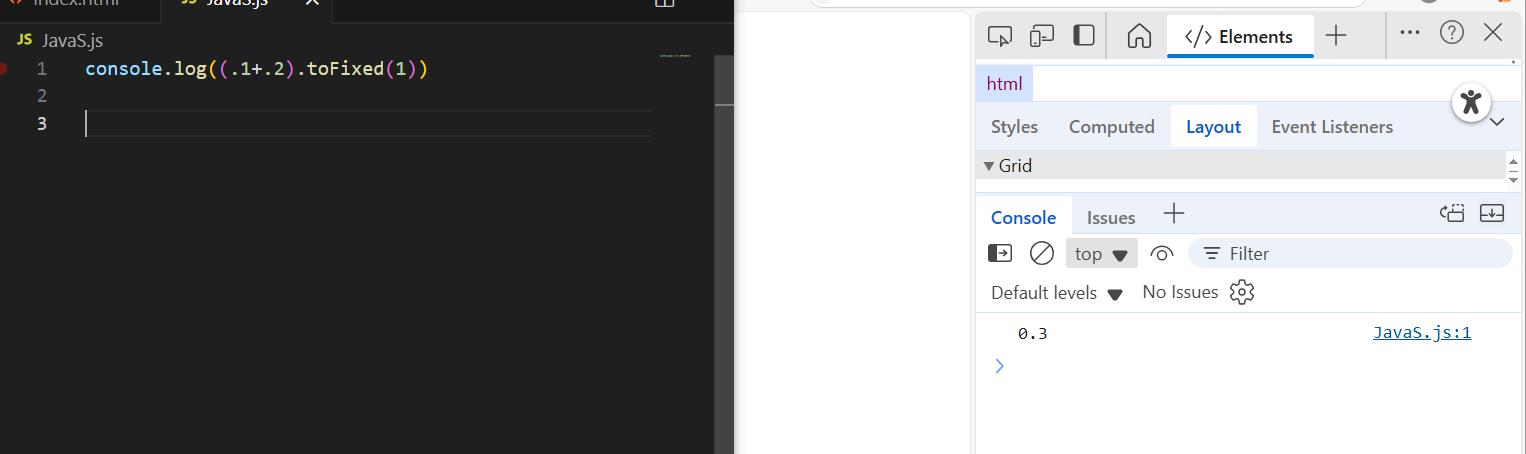 index.html
JavaS.js
JS JavaS.js
1 console.log((.1+.2).toFixed(1))
2
3
Elements
html
Styles Computed Layout Event Listeners
Grid
Console Issues
top Filter
Default levels No Issues
0.3 JavaS.js:1